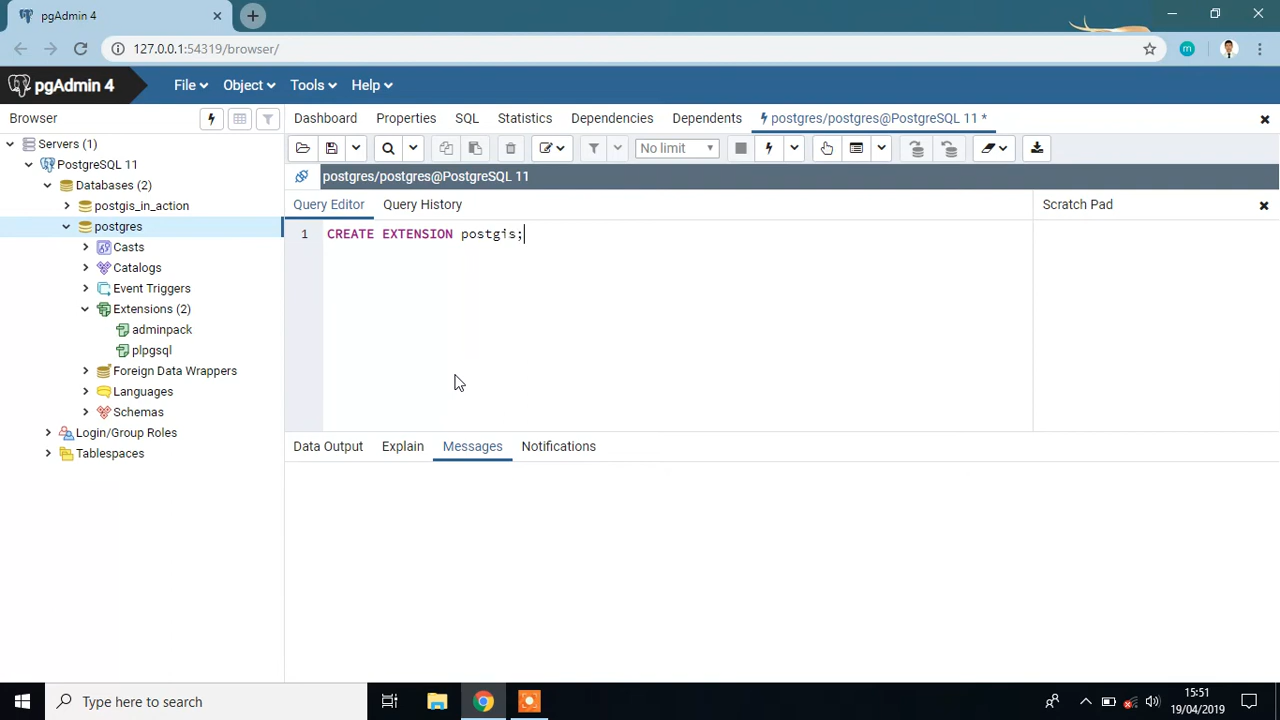 pgAdmin 4
127.0.0.1:54319/browser/
m
pgAdmin 4 File Object Tools Help
Browser
Dashboard Properties SQL Statistics Dependencies Dependents postgres/postgres@PostgreSQL 11 *
Servers (1)
PostgreSQL 11
Databases (2)
postgis_in_action
postgres
Casts
Catalogs
Event Triggers
Extensions (2)
adminpack
plpgsql
Foreign Data Wrappers
Languages
Schemas
Login/Group Roles
Tablespaces
No limit
postgres/postgres@PostgreSQL 11
Query Editor Query History
Scratch Pad
1 CREATE EXTENSION postgis;
Data Output Explain Messages Notifications
Type here to search
15:51
19/04/2019